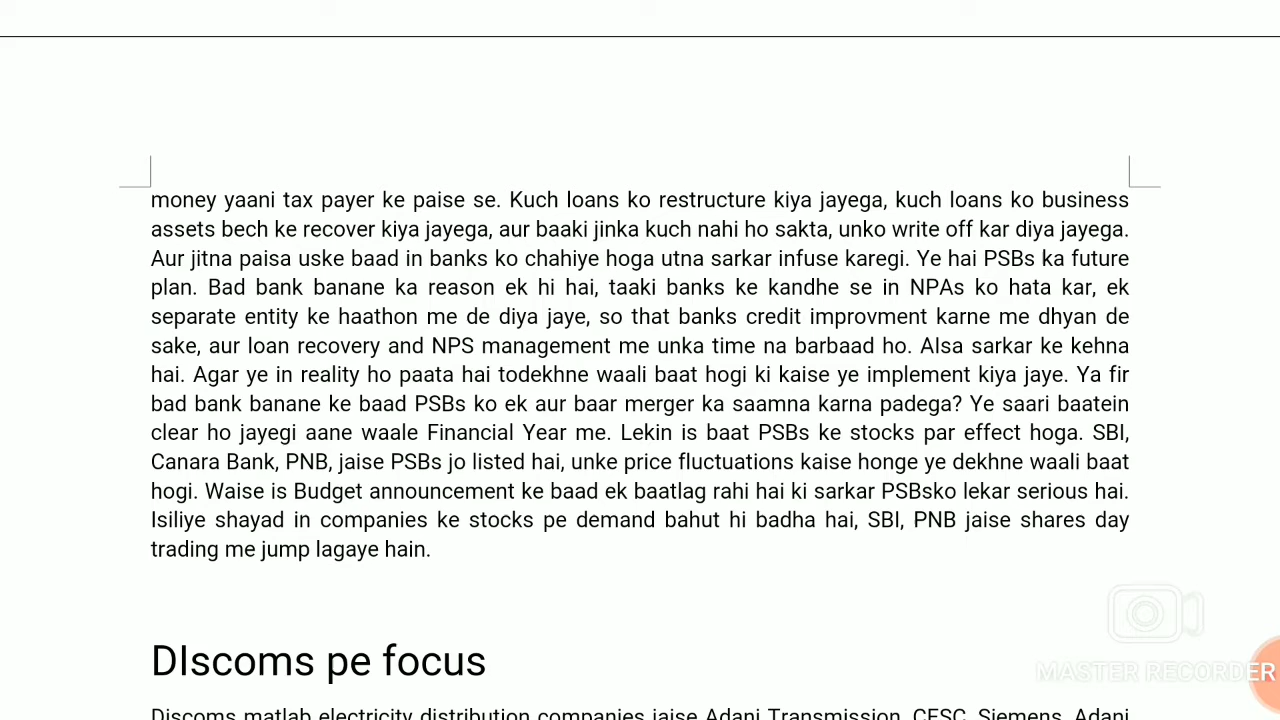 money yaani tax payer ke paise se. Kuch loans ko restructure kiya jayega, kuch loans ko business
assets bech ke recover kiya jayega, aur baaki jinka kuch nahi ho sakta, unko write off kar diya jayega.
Aur jitna paisa uske baad in banks ko chahiye hoga utna sarkar infuse karegi. Ye hai PSBs ka future
plan. Bad bank banane ka reason ek hi hai, taaki banks ke kandhe se in NPAs ko hata kar, ek
separate entity ke haathon me de diya jaye, so that banks credit improvment karne me dhyan de
sake, aur loan recovery and NPS management me unka time na barbaad ho. Alsa sarkar ke kehna
hai. Agar ye in reality ho paata hai todekhne waali baat hogi ki kaise ye implement kiya jaye. Ya fir
bad bank banane ke baad PSBs ko ek aur baar merger ka saamna karna padega? Ye saari baatein
clear ho jayegi aane waale Financial Year me. Lekin is baat PSBs ke stocks par effect hoga. SBI,
Canara Bank, PNB, jaise PSBs jo listed hai, unke price fluctuations kaise honge ye dekhne waali baat
hogi. Waise is Budget announcement ke baad ek baatlag rahi hai ki sarkar PSBsko lekar serious hai.
Isiliye shayad in companies ke stocks pe demand bahut hi badha hai, SBI, PNB jaise shares day
trading me jump lagaye hain.
DIscoms pe focus
MASTER RECORDER
Discoms matlab electricity distribution companies jaise Adani Transmission, CESC, Siemens, Adani